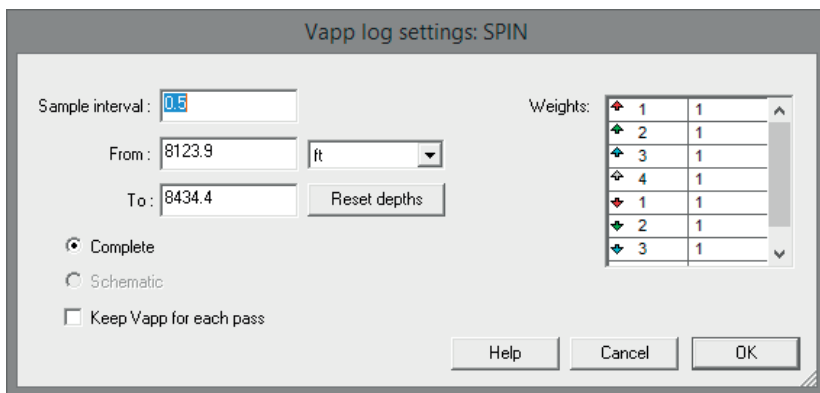 Vapp log settings: SPIN
Sample interval : 0.5
From : 8123.9 ft
To : 8434.4 Reset depths
Complete
Schematic
Keep Vapp for each pass
Weights:
1 1
2 1
3 1
4 1
1 1
2 1
3 1
Help Cancel OK